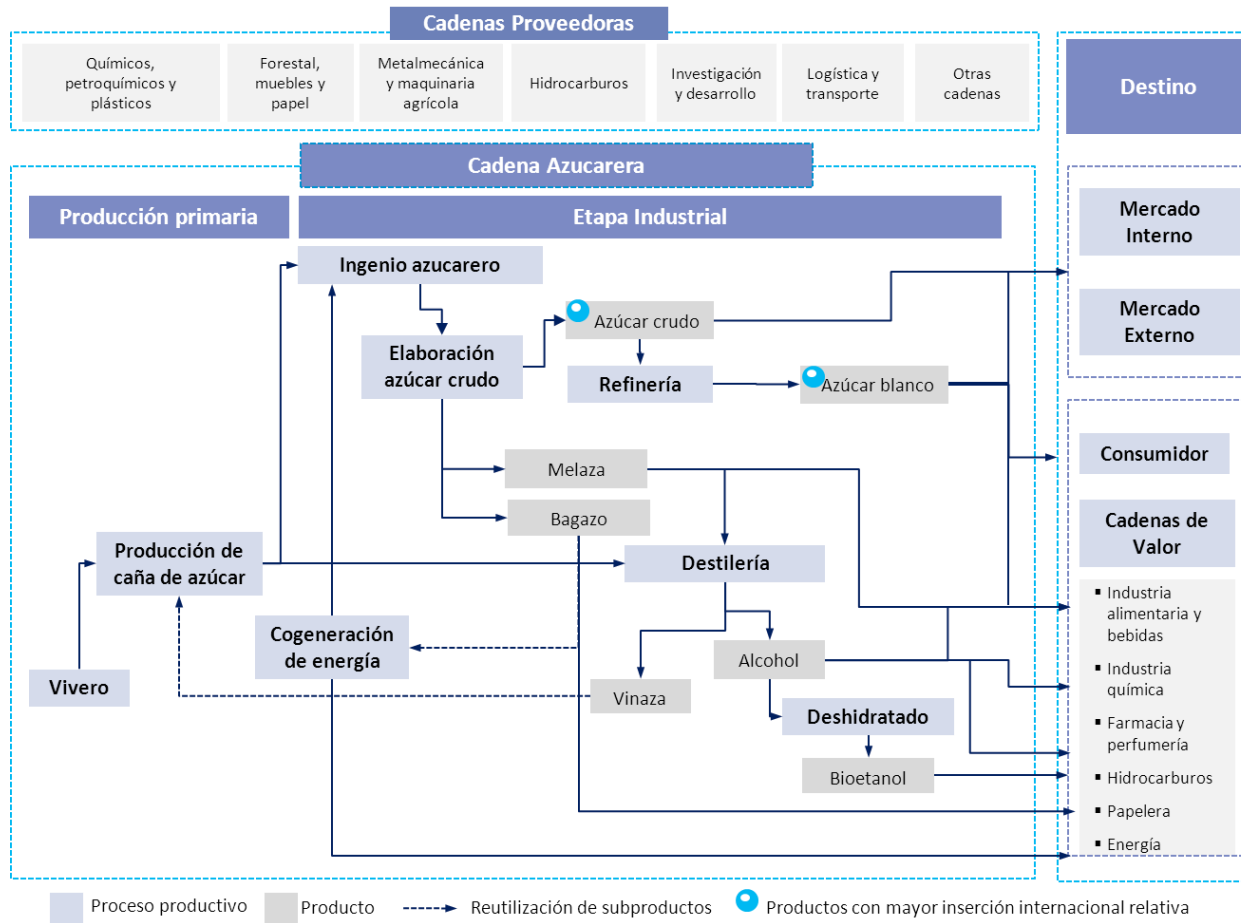 Cadenas Proveedoras
Químicos,
petroquímicos y
plásticos
Forestal,
muebles y
papel
Metalmecánica
y maquinaria
agrícola
Hidrocarburos
Investigación
y desarrollo
Logística y
transporte
Otras
cadenas
Destino
Cadena Azucarera
Producción primaria
Etapa Industrial
Mercado
Interno
Mercado
Externo
Ingenio azucarero
Azúcar crudo
Elaboración
azúcar crudo
Refinería
Azúcar blanco
Consumidor
Melaza
Bagazo
Cadenas de
Valor
Producción de
caña de azúcar
Destilería
Cogeneración
de energía
Alcohol
Vivero
Vinaza
Deshidratado
Bioetanol
▪ Industria
alimentaria y
bebidas
▪ Industria
química
▪ Farmacia y
perfumería
▪ Hidrocarburos
▪ Papelera
▪ Energía
Proceso productivo
Producto
Reutilización de subproductos
Productos con mayor inserción internacional relativa